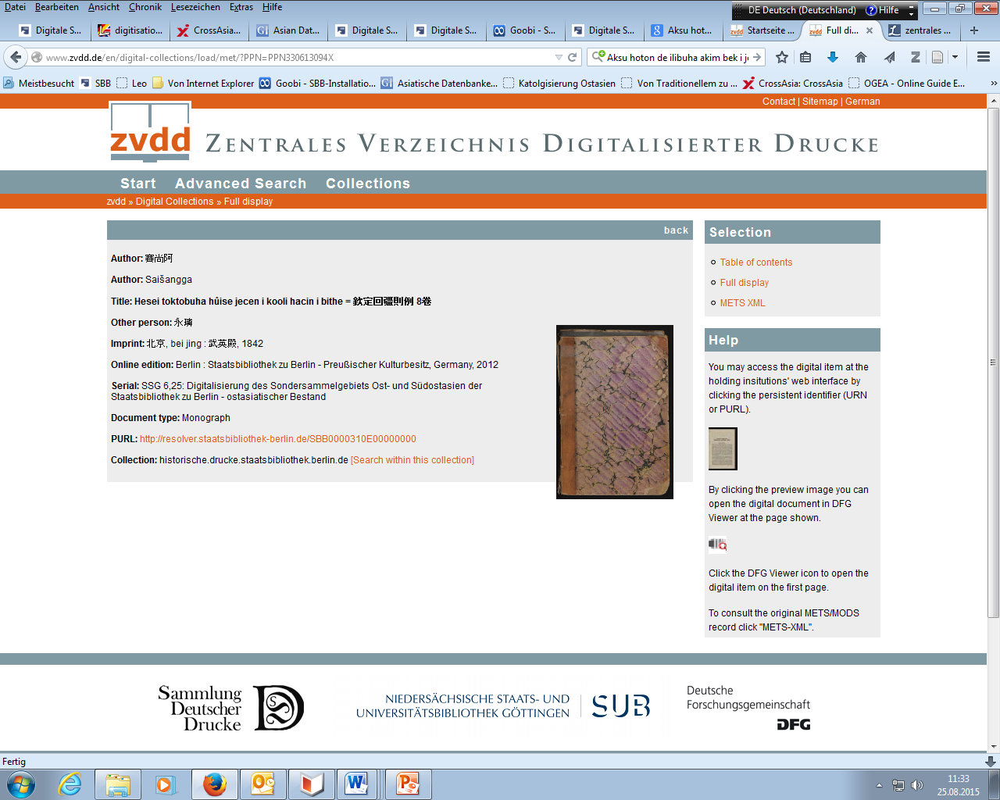 Datei Bearbeiten Ansicht Chronik Lesezeichen Extras Hilfe
DE Deutsch (Deutschland) Hilfe
Digitale S... digitisatio... CrossAsia... Asian Dat... Digitale S... Digitale S... Goobi - S... Digitale S... Aksu hot... Startseite ... Full di... zentrales ...
www.zvdd.de/en/digital-collections/load/met/?PPN=PPN330613094X
Aksu hoton de ilibuha akim bek i j
Meistbesucht SBB Leo Von Internet Explorer Goobi - SBB-Installatio... Asiatische Datenbanke... Katolgisierung Ostasien Von Traditionellem zu ... CrossAsia: CrossAsia OGEA - Online Guide E...
Contact | Sitemap | German
zvdd ZENTRALES VERZEICHNIS DIGITALISIERTER DRUCKE
Start Advanced Search Collections
zvdd » Digital Collections » Full display
back
Author: 賽尚阿
Author: Saišangga
Title: Hesei toktobuha hûise jecen i kooli hacin i bithe = 欽定回疆則例 8巻
Other person: 永璘
Imprint: 北京, bei jing : 武英殿, 1842
Online edition: Berlin : Staatsbibliothek zu Berlin - Preußischer Kulturbesitz, Germany, 2012
Serial: SSG 6,25: Digitalisierung des Sondersammelgebiets Ost- und Südostasien der
Staatsbibliothek zu Berlin - ostasiatischer Bestand
Document type: Monograph
PURL: http://resolver.staatsbibliothek-berlin.de/SBB0000310E00000000
Collection: historische.drucke.staatsbibliothek.berlin.de [Search within this collection]
Selection
Table of contents
Full display
METS XML
Help
You may access the digital item at the
holding insitutions' web interface by
clicking the persistent identifier (URN
or PURL).
By clicking the preview image you can
open the digital document in DFG
Viewer at the page shown.
Click the DFG Viewer icon to open the
digital item on the first page.
To consult the original METS/MODS
record click "METS-XML".
Sammlung
Deutscher
Drucke
NIEDERSÄCHSISCHE STAATS- UND
UNIVERSITÄTSBIBLIOTHEK GÖTTINGEN
SUB
Deutsche
Forschungsgemeinschaft
DFG
Fertig
11:33
25.08.2015